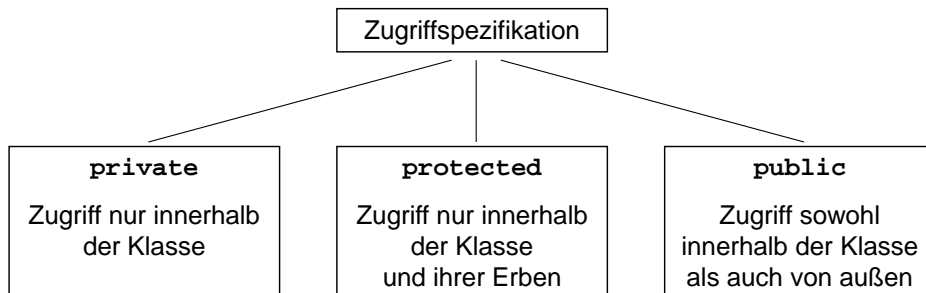 Zugriffspezifikation
private
Zugriff nur innerhalb
der Klasse
protected
Zugriff nur innerhalb
der Klasse
und ihrer Erben
public
Zugriff sowohl
innerhalb der Klasse
als auch von außen